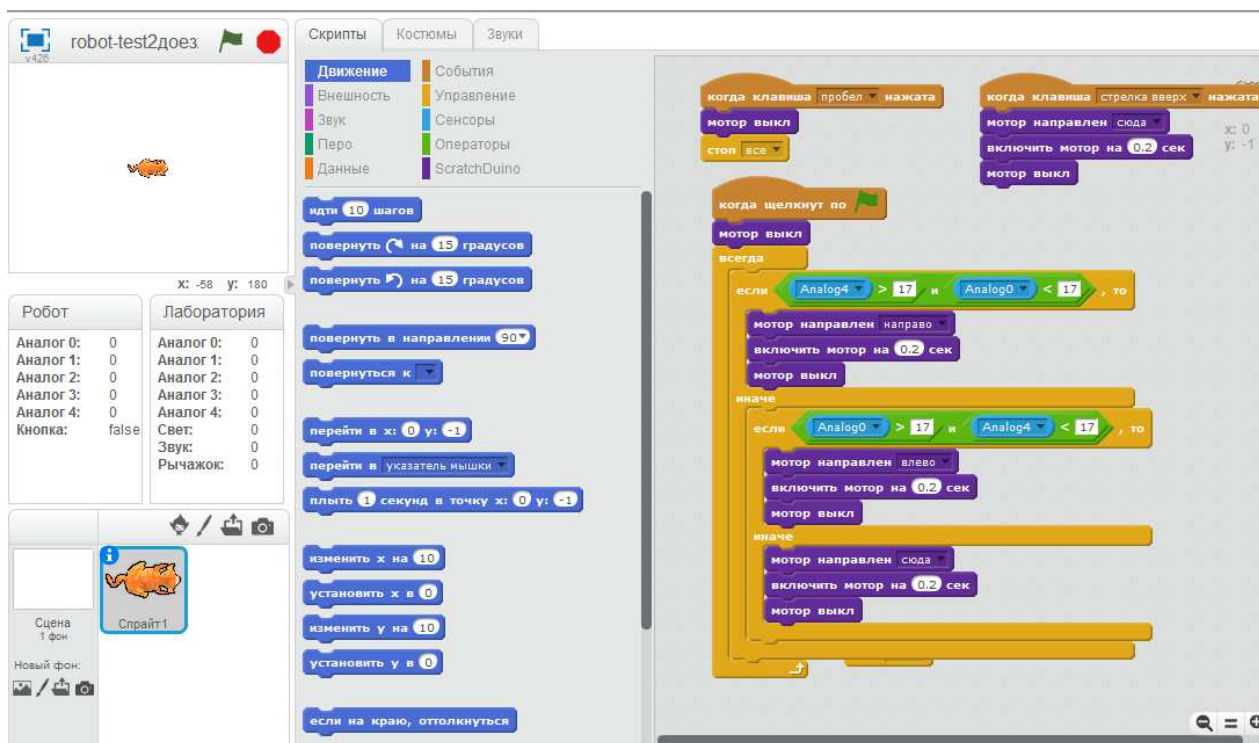 robot-test2доез
v426
Скрипты
Костюмы
Звуки
Движение
События
Внешность
Управление
Звук
Сенсоры
Перо
Операторы
Данные
ScratchDuino
идти 10 шагов
повернуть на 15 градусов
повернуть на 15 градусов
повернуть в направлении 90
повернуться к
перейти в x: 0 y: -1
перейти в указатель мышки
плыть 1 секунд в точку x: 0 y: -1
изменить x на 10
установить x в 0
изменить y на 10
установить y в 0
если на краю, оттолкнуться
X: -58 y: 180
Робот
Аналог 0: 0
Аналог 1: 0
Аналог 2: 0
Аналог 3: 0
Аналог 4: 0
Кнопка: false
Лаборатория
Аналог 0: 0
Аналог 1: 0
Аналог 2: 0
Аналог 3: 0
Аналог 4: 0
Свет: 0
Звук: 0
Рычажок: 0
Сцена
1 фон
Новый фон:
Спрайт1
когда клавиша пробел нажата
мотор выкл
стоп все
когда клавиша стрелка вверх нажата
мотор направлен сюда
включить мотор на 0.2 сек
мотор выкл
x: 0
y: -1
когда щелкнут по
мотор выкл
всегда
если Analog4 > 17 и Analog0 < 17 , то
мотор направлен направо
включить мотор на 0.2 сек
мотор выкл
иначе
если Analog0 > 17 и Analog4 < 17 , то
мотор направлен влево
включить мотор на 0.2 сек
мотор выкл
иначе
мотор направлен сюда
включить мотор на 0.2 сек
мотор выкл